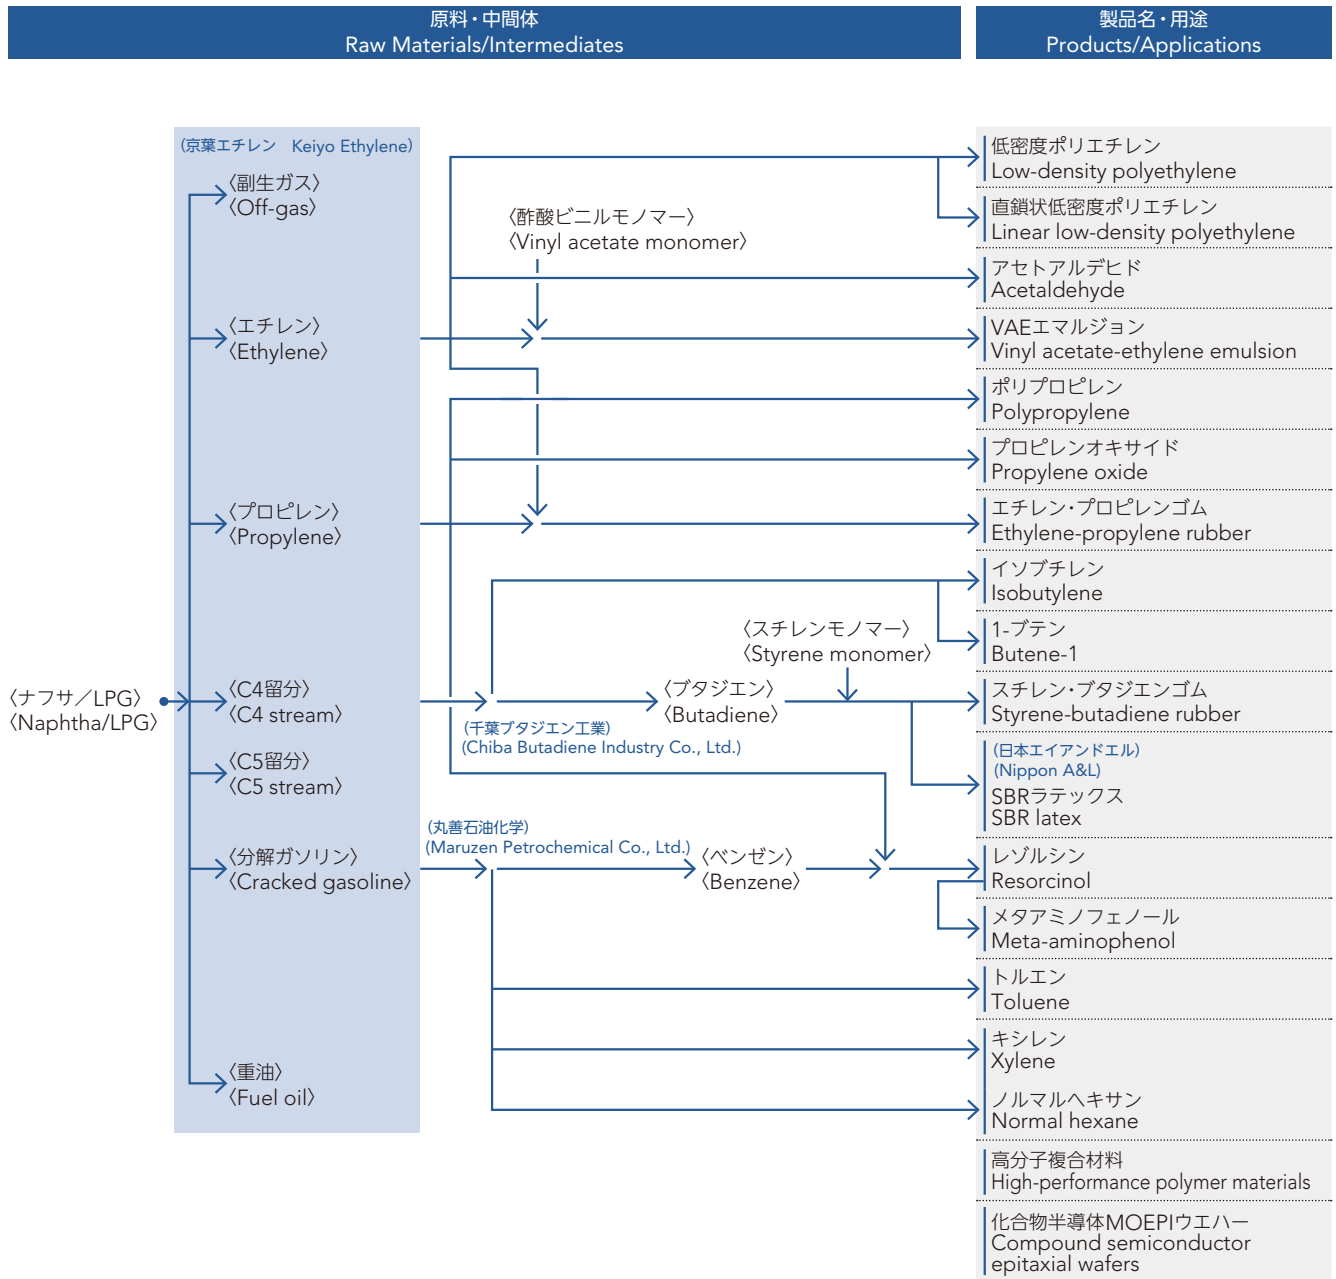 原料・中間体
Raw Materials/Intermediates
製品名・用途
Products/Applications
(京葉エチレン Keiyo Ethylene)
〈副生ガス〉
〈Off-gas〉
〈エチレン〉
〈Ethylene〉
〈プロピレン〉
〈Propylene〉
〈ナフサ／LPG〉
〈Naphtha/LPG〉
〈C4留分〉
〈C4 stream〉
〈C5留分〉
〈C5 stream〉
〈分解ガソリン〉
〈Cracked gasoline〉
〈重油〉
〈Fuel oil〉
〈酢酸ビニルモノマー〉
〈Vinyl acetate monomer〉
〈スチレンモノマー〉
〈Styrene monomer〉
〈ブタジエン〉
〈Butadiene〉
(千葉ブタジエン工業)
(Chiba Butadiene Industry Co., Ltd.)
(丸善石油化学)
(Maruzen Petrochemical Co., Ltd.)
〈ベンゼン〉
〈Benzene〉
低密度ポリエチレン
Low-density polyethylene
直鎖状低密度ポリエチレン
Linear low-density polyethylene
アセトアルデヒド
Acetaldehyde
VAEエマルジョン
Vinyl acetate-ethylene emulsion
ポリプロピレン
Polypropylene
プロピレンオキサイド
Propylene oxide
エチレン・プロピレンゴム
Ethylene-propylene rubber
イソブチレン
Isobutylene
1-ブテン
Butene-1
スチレン・ブタジエンゴム
Styrene-butadiene rubber
(日本エイアンドエル)
(Nippon A&L)
SBRラテックス
SBR latex
レゾルシン
Resorcinol
メタアミノフェノール
Meta-aminophenol
トルエン
Toluene
キシレン
Xylene
ノルマルヘキサン
Normal hexane
高分子複合材料
High-performance polymer materials
化合物半導体MOEPIウエハー
Compound semiconductor
epitaxial wafers